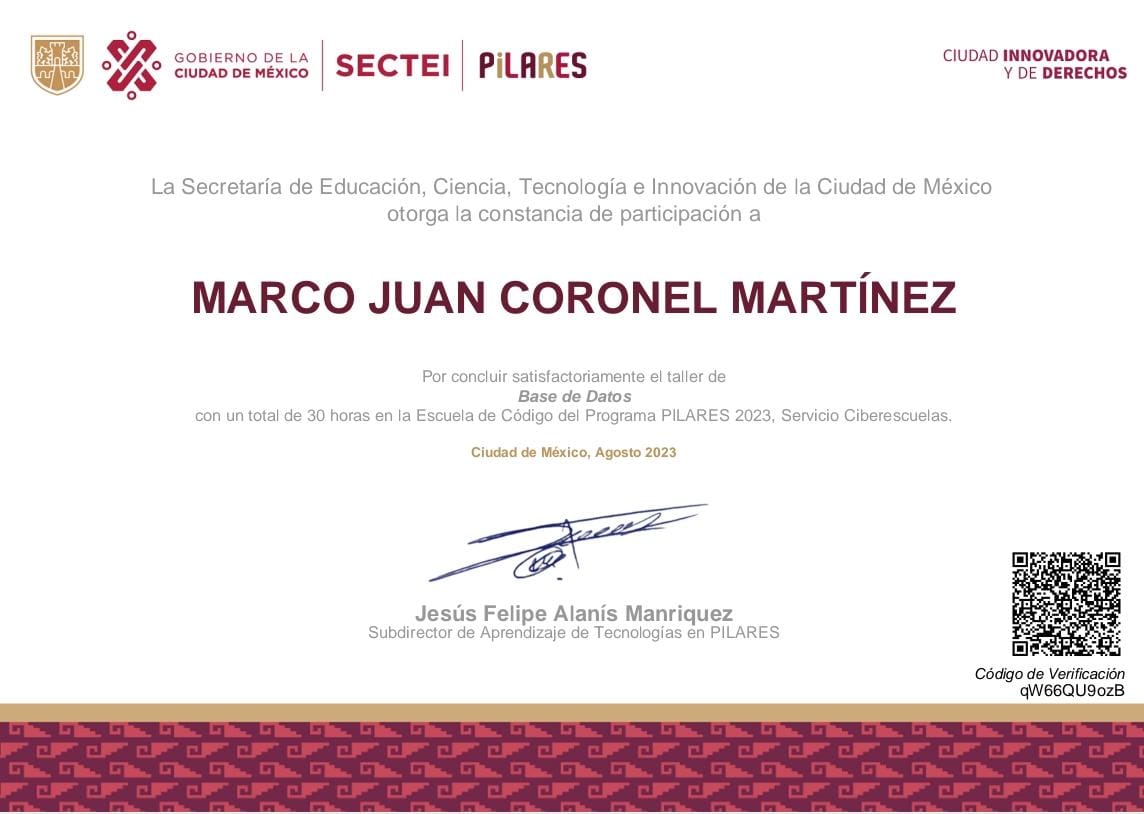 GOBIERNO DE LA
CIUDAD DE MÉXICO
SECTEI
PiLARES
CIUDAD INNOVADORA
Y DE DERECHOS
La Secretaría de Educación, Ciencia, Tecnología e Innovación de la Ciudad de México
otorga la constancia de participación a
MARCO JUAN CORONEL MARTÍNEZ
Por concluir satisfactoriamente el taller de
Base de Datos
con un total de 30 horas en la Escuela de Código del Programa PILARES 2023, Servicio Ciberescuelas.
Ciudad de México, Agosto 2023
Jesús Felipe Alanís Manriquez
Subdirector de Aprendizaje de Tecnologías en PILARES
Código de Verificación
qW66QU9ozB